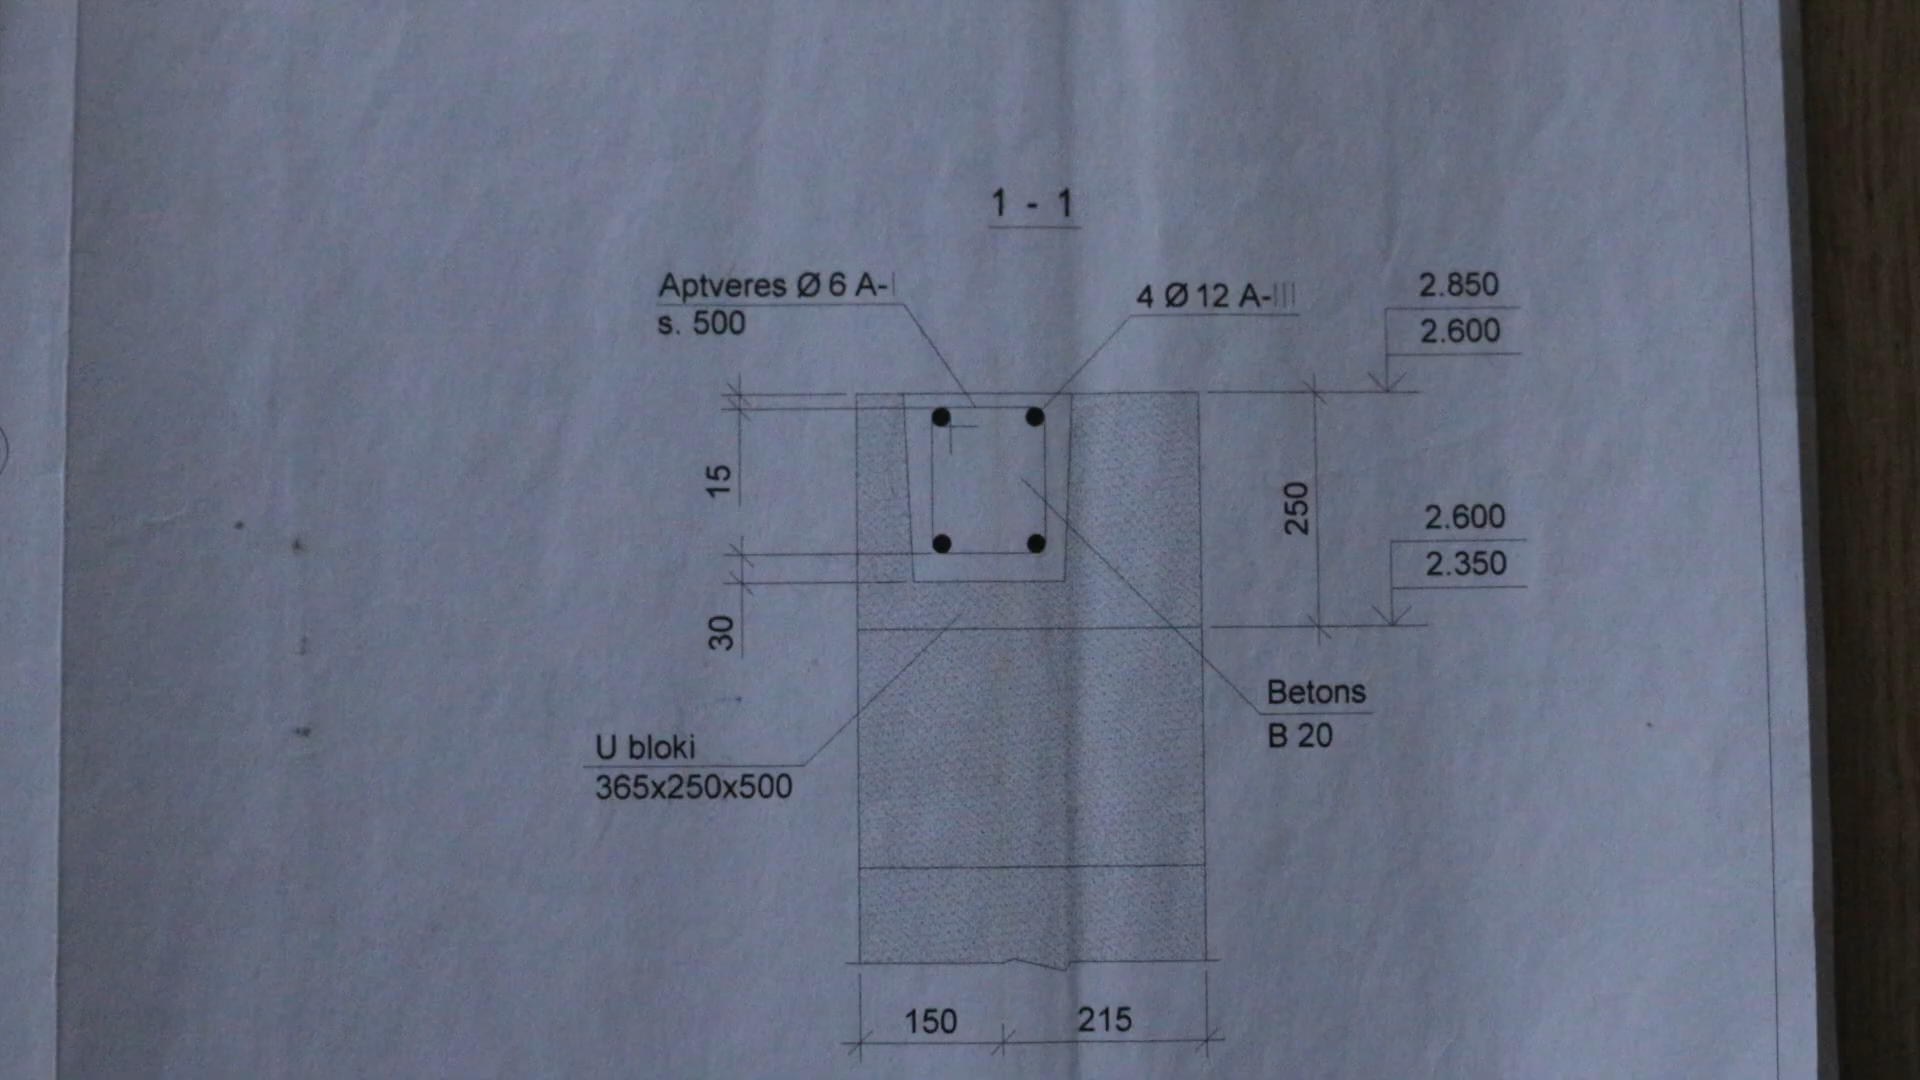 1 - 1
Aptveres Ø 6 A-I
s. 500
4 Ø 12 A-III
2.850
2.600
15
250
2.600
2.350
30
Betons
B 20
U bloki
365x250x500
150
215